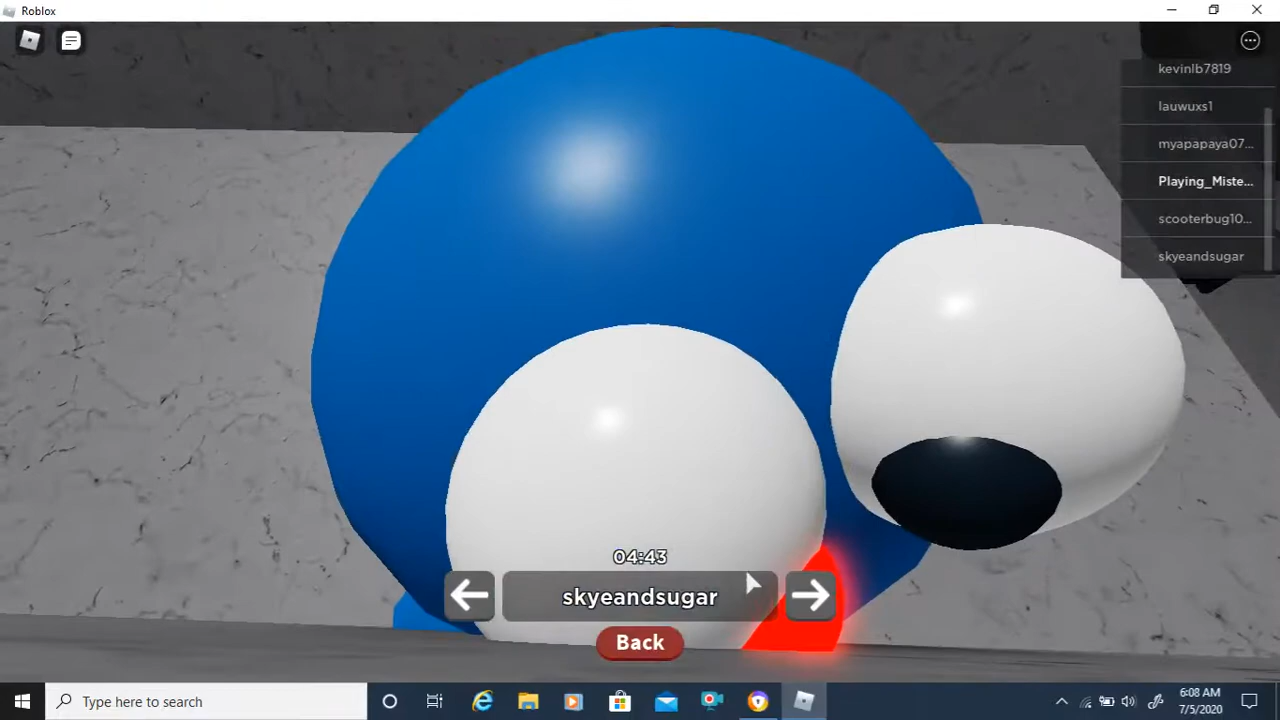 Roblox
kevinlb7819
lauwuxs1
myapapaya07...
Playing_Miste...
scooterbug10...
skyeandsugar
04:43
skyeandsugar
Back
Type here to search
6:08 AM
7/5/2020